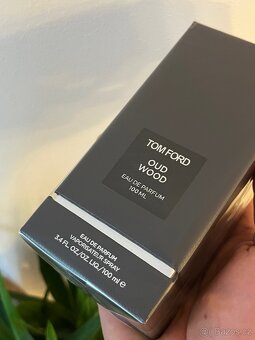 TOM FORD
OUD
WOOD
EAU DE PARFUM
100 ML
EAU DE PARFUM
VAPORISATEUR SPRAY
3.4 FL.OZ./OZ.LIQ./100 ml e